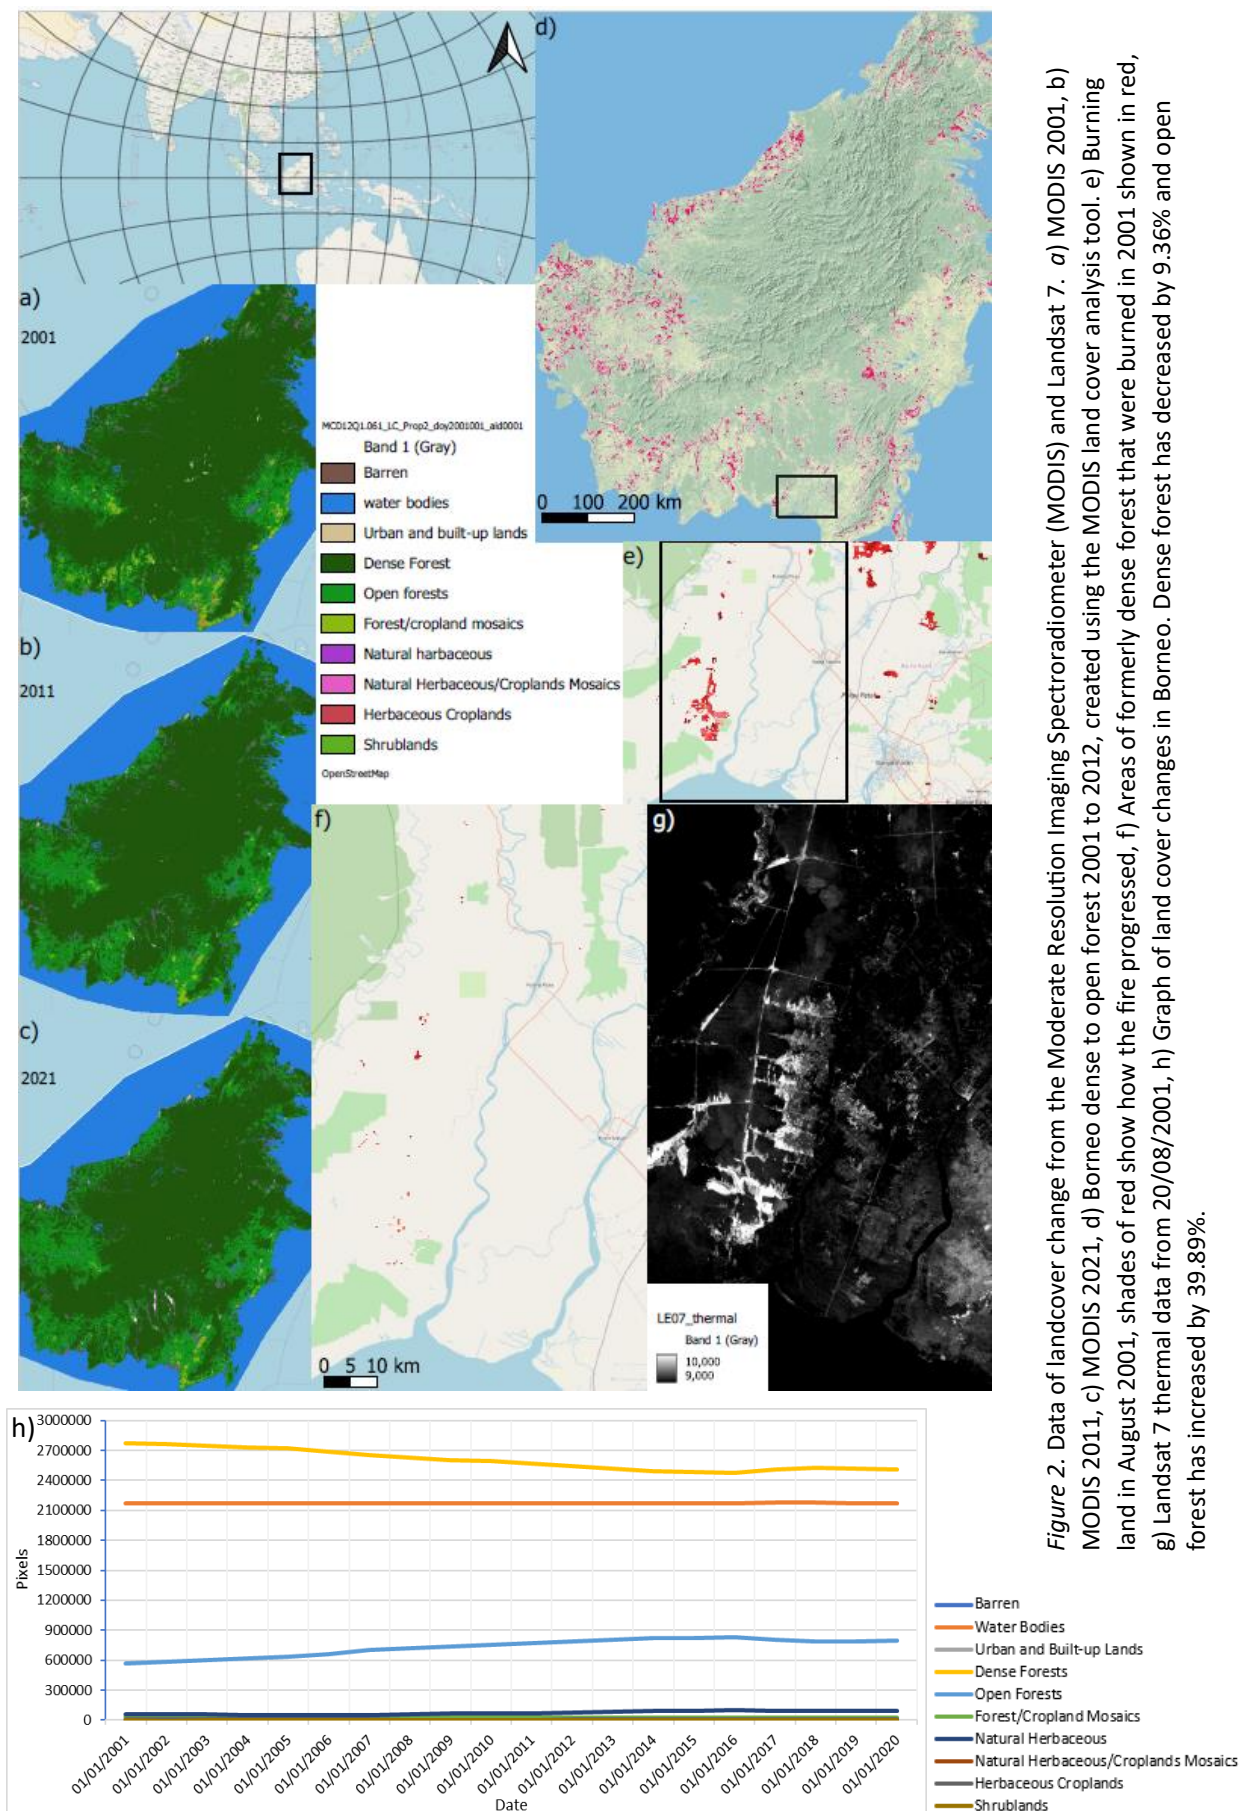 d)
0 100 200 km
a)
2001
MCD12Q1.061_LC_Prop2_doy2001001_aid0001
Band 1 (Gray)
Barren
water bodies
Urban and built-up lands
Dense Forest
Open forests
Forest/cropland mosaics
Natural harbaceous
Natural Herbaceous/Croplands Mosaics
Herbaceous Croplands
Shrublands
OpenStreetMap
e)
b)
2011
c)
2021
f)
0 5 10 km
g)
LE07_thermal
Band 1 (Gray)
10,000
9,000
h)
3000000
2700000
2400000
2100000
1800000
1500000
1200000
900000
600000
300000
0
Pixels
01/01/2001
01/01/2002
01/01/2003
01/01/2004
01/01/2005
01/01/2006
01/01/2007
01/01/2008
01/01/2009
01/01/2010
01/01/2011
01/01/2012
01/01/2013
01/01/2014
01/01/2015
01/01/2016
01/01/2017
01/01/2018
01/01/2019
01/01/2020
Date
Barren
Water Bodies
Urban and Built-up Lands
Dense Forests
Open Forests
Forest/Cropland Mosaics
Natural Herbaceous
Natural Herbaceous/Croplands Mosaics
Herbaceous Croplands
Shrublands
Figure 2. Data of landcover change from the Moderate Resolution Imaging Spectroradiometer (MODIS) and Landsat 7. a) MODIS 2001, b)
MODIS 2011, c) MODIS 2021, d) Borneo dense to open forest 2001 to 2012, created using the MODIS land cover analysis tool. e) Burning
land in August 2001, shades of red show how the fire progressed, f) Areas of formerly dense forest that were burned in 2001 shown in red,
g) Landsat 7 thermal data from 20/08/2001, h) Graph of land cover changes in Borneo. Dense forest has decreased by 9.36% and open
forest has increased by 39.89%.